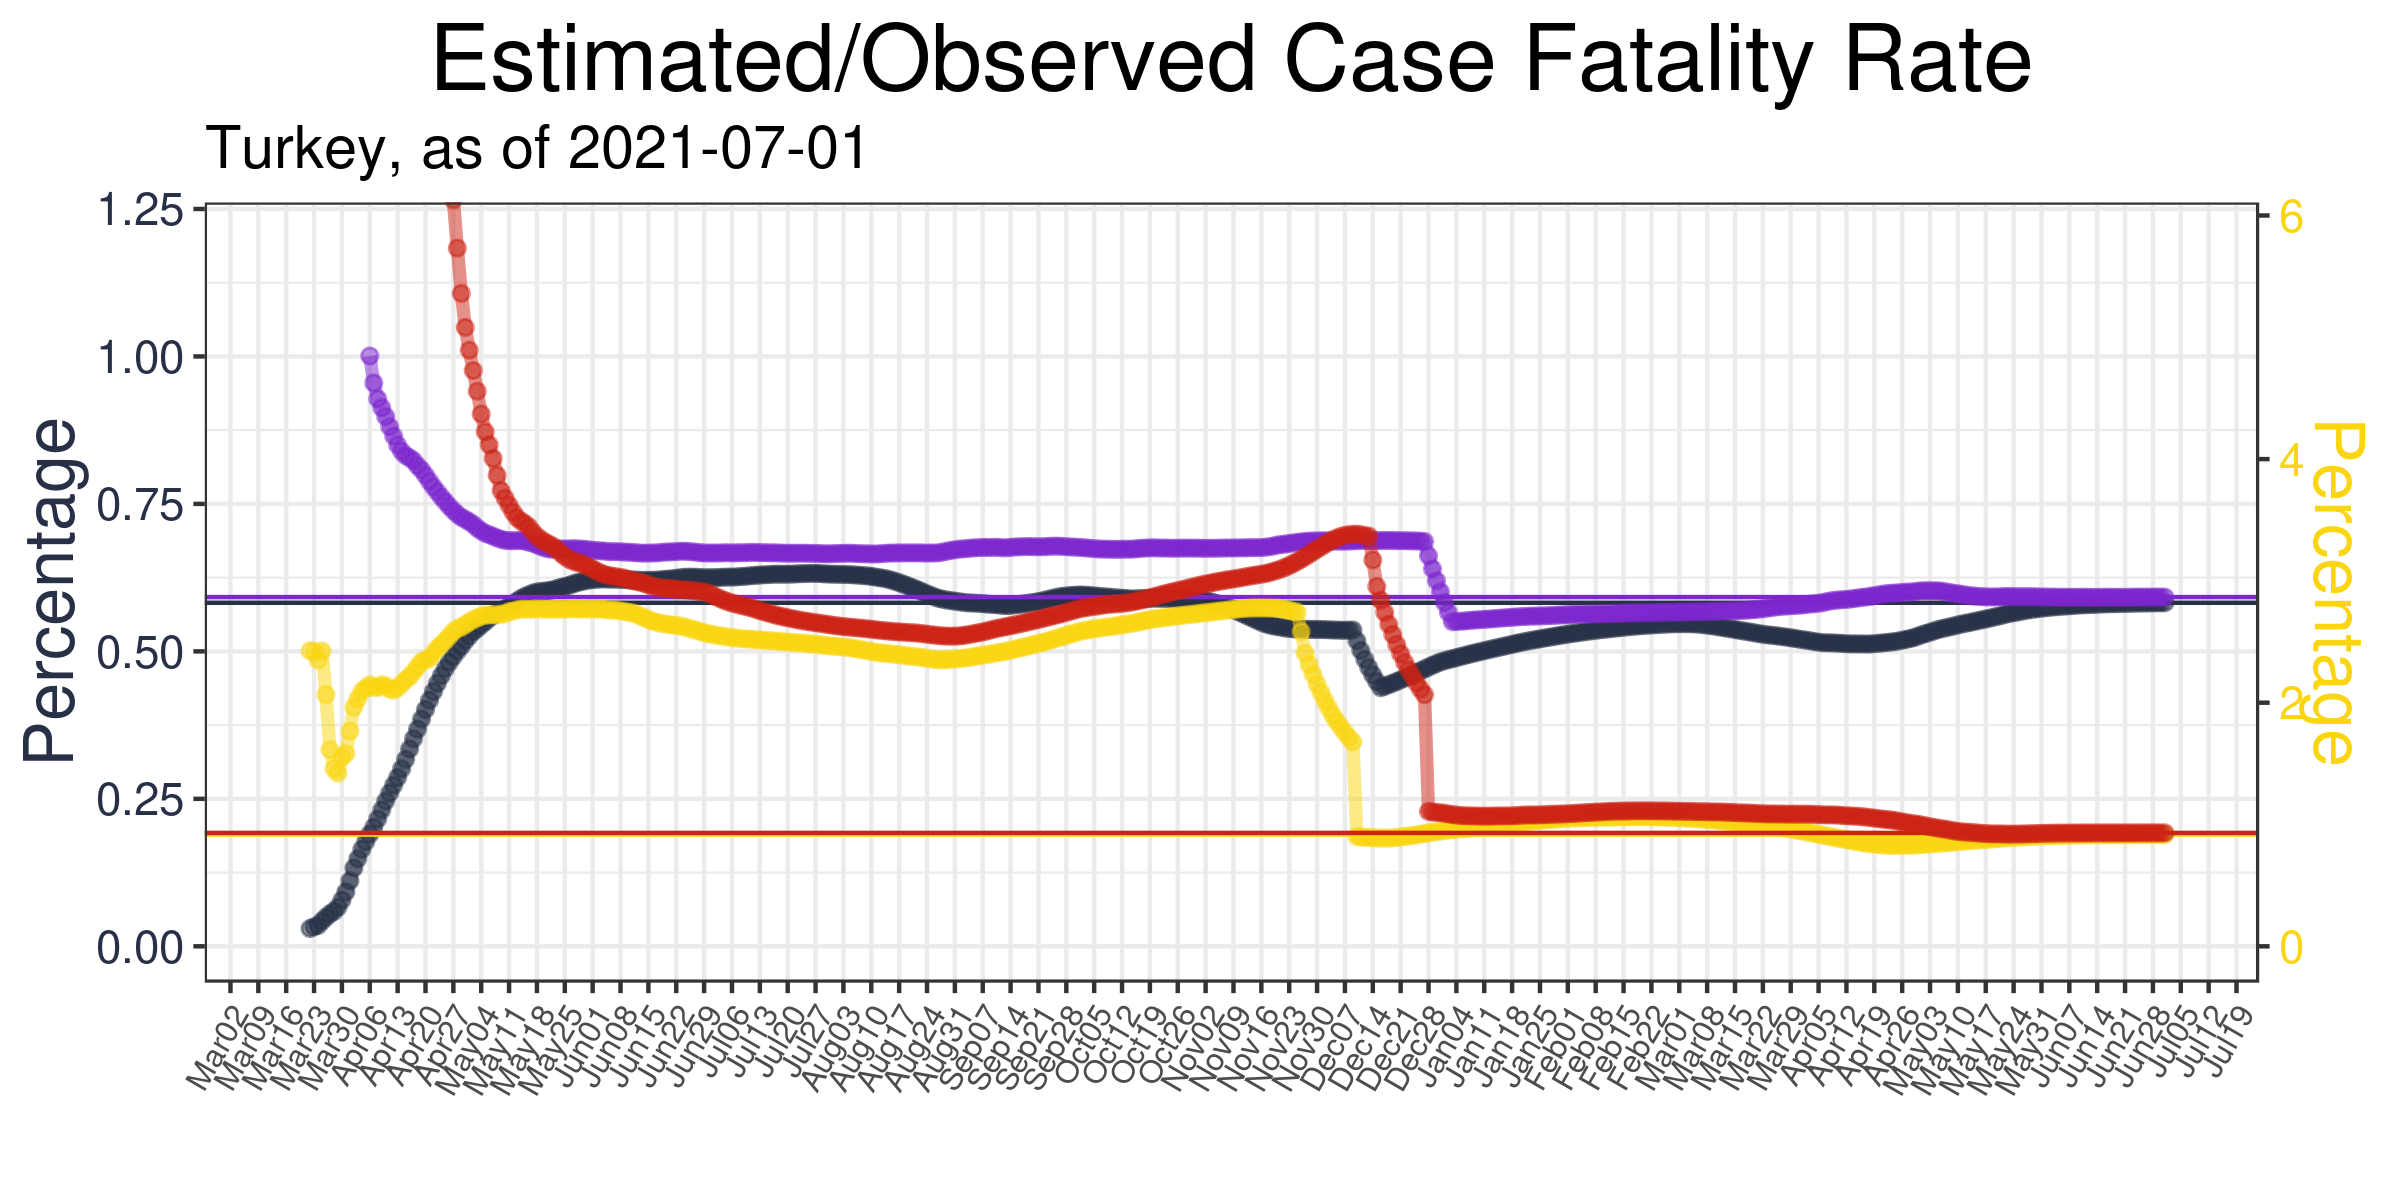 Estimated/Observed Case Fatality Rate
Turkey, as of 2021-07-01
Percentage
1.25
1.00
0.75
0.50
0.25
0.00
6
4
2
0
Percentage
Mar02
Mar09
Mar16
Mar23
Mar30
Apr06
Apr13
Apr20
Apr27
May04
May11
May18
May25
Jun01
Jun08
Jun15
Jun22
Jun29
Jul06
Jul13
Jul20
Jul27
Aug03
Aug10
Aug17
Aug24
Aug31
Sep07
Sep14
Sep21
Sep28
Oct05
Oct12
Oct19
Oct26
Nov02
Nov09
Nov16
Nov23
Nov30
Dec07
Dec14
Dec21
Dec28
Jan04
Jan11
Jan18
Jan25
Feb01
Feb08
Feb15
Feb22
Mar01
Mar08
Mar15
Mar22
Mar29
Apr05
Apr12
Apr19
Apr26
May03
May10
May17
May24
May31
Jun07
Jun14
Jun21
Jun28
Jul05
Jul12
Jul19